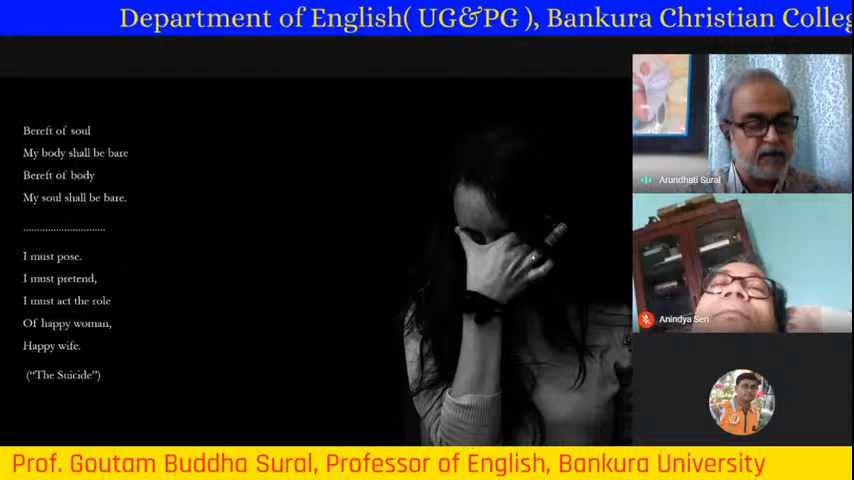 Department of English( UG&PG ), Bankura Christian Colleg
Bereft of soul
My body shall be bare
Bereft of body
My soul shall be bare.
..............................
I must pose.
I must pretend,
I must act the role
Of happy woman,
Happy wife.
(“The Suicide”)
Arundhati Sural
Anindya Sen
Prof. Goutam Buddha Sural, Professor of English, Bankura University